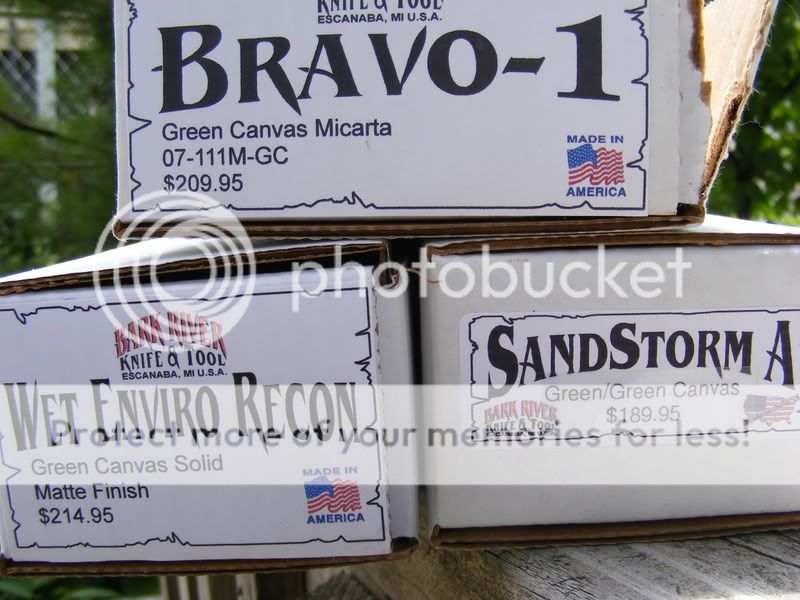 KNIFE & TOOL
ESCANABA, MI U.S.A.
BRAVO-1
Green Canvas Micarta
07-111M-GC
$209.95
MADE IN
AMERICA
photobucket
BARK RIVER
KNIFE & TOOL
ESCANABA, MI U.S.A.
WET ENVIRO RECON
Green Canvas Solid
Matte Finish
$214.95
MADE IN
AMERICA
SANDSTORM A
Green/Green Canvas
$189.95
BARK RIVER
KNIFE & TOOL
Protect more of your memories for less!